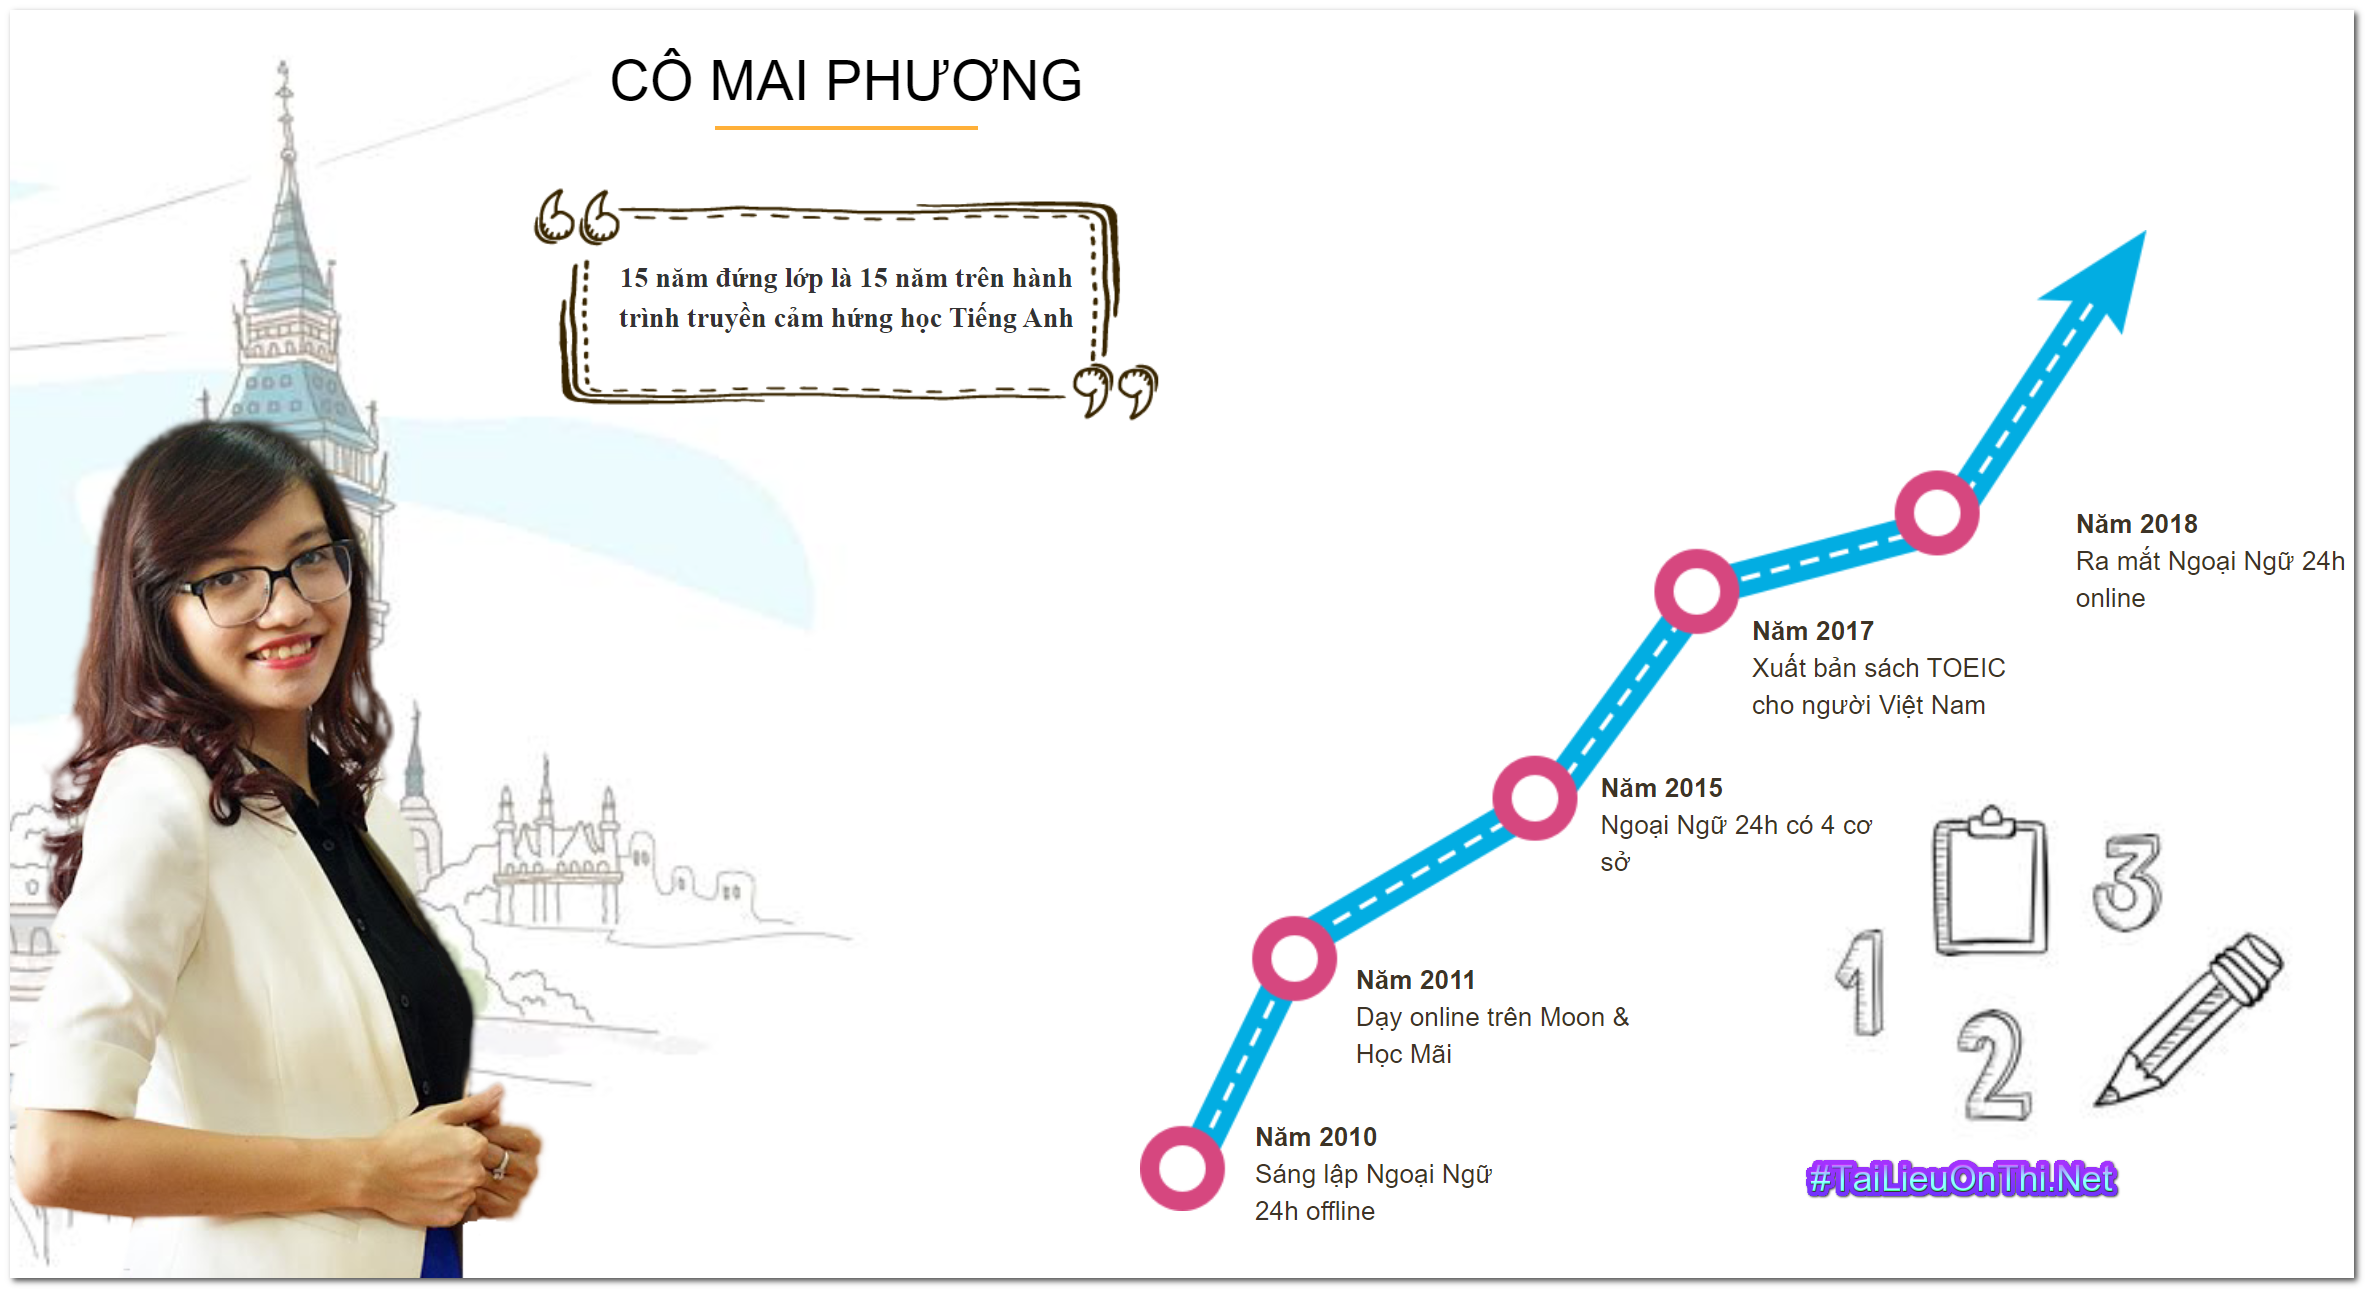 CÔ MAI PHƯƠNG
15 năm đứng lớp là 15 năm trên hành
trình truyền cảm hứng học Tiếng Anh
Năm 2018
Ra mắt Ngoại Ngữ 24h
online
Năm 2017
Xuất bản sách TOEIC
cho người Việt Nam
Năm 2015
Ngoại Ngữ 24h có 4 cơ
sở
Năm 2011
Dạy online trên Moon &
Học Mãi
Năm 2010
Sáng lập Ngoại Ngữ
24h offline
3
1
2
#TaiLieuOnThi.Net